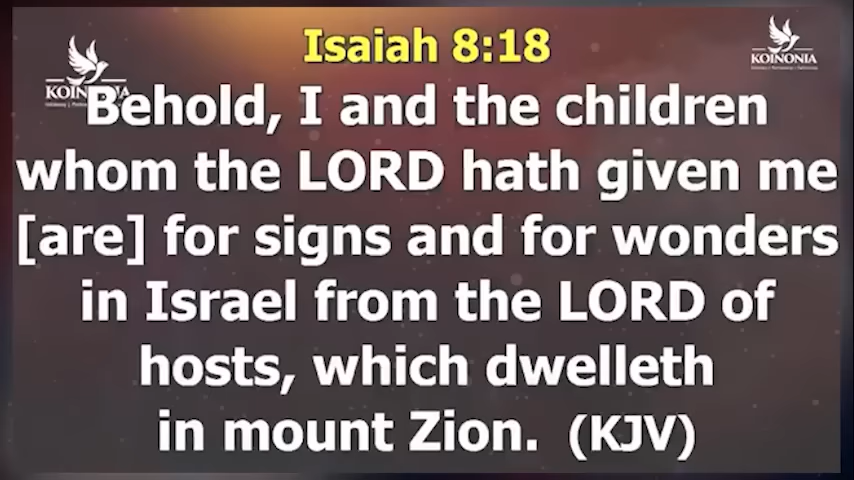 Isaiah 8:18
KOINONIA
Behold, I and the children
whom the LORD hath given me
[are] for signs and for wonders
in Israel from the LORD of
hosts, which dwelleth
in mount Zion. (KJV)